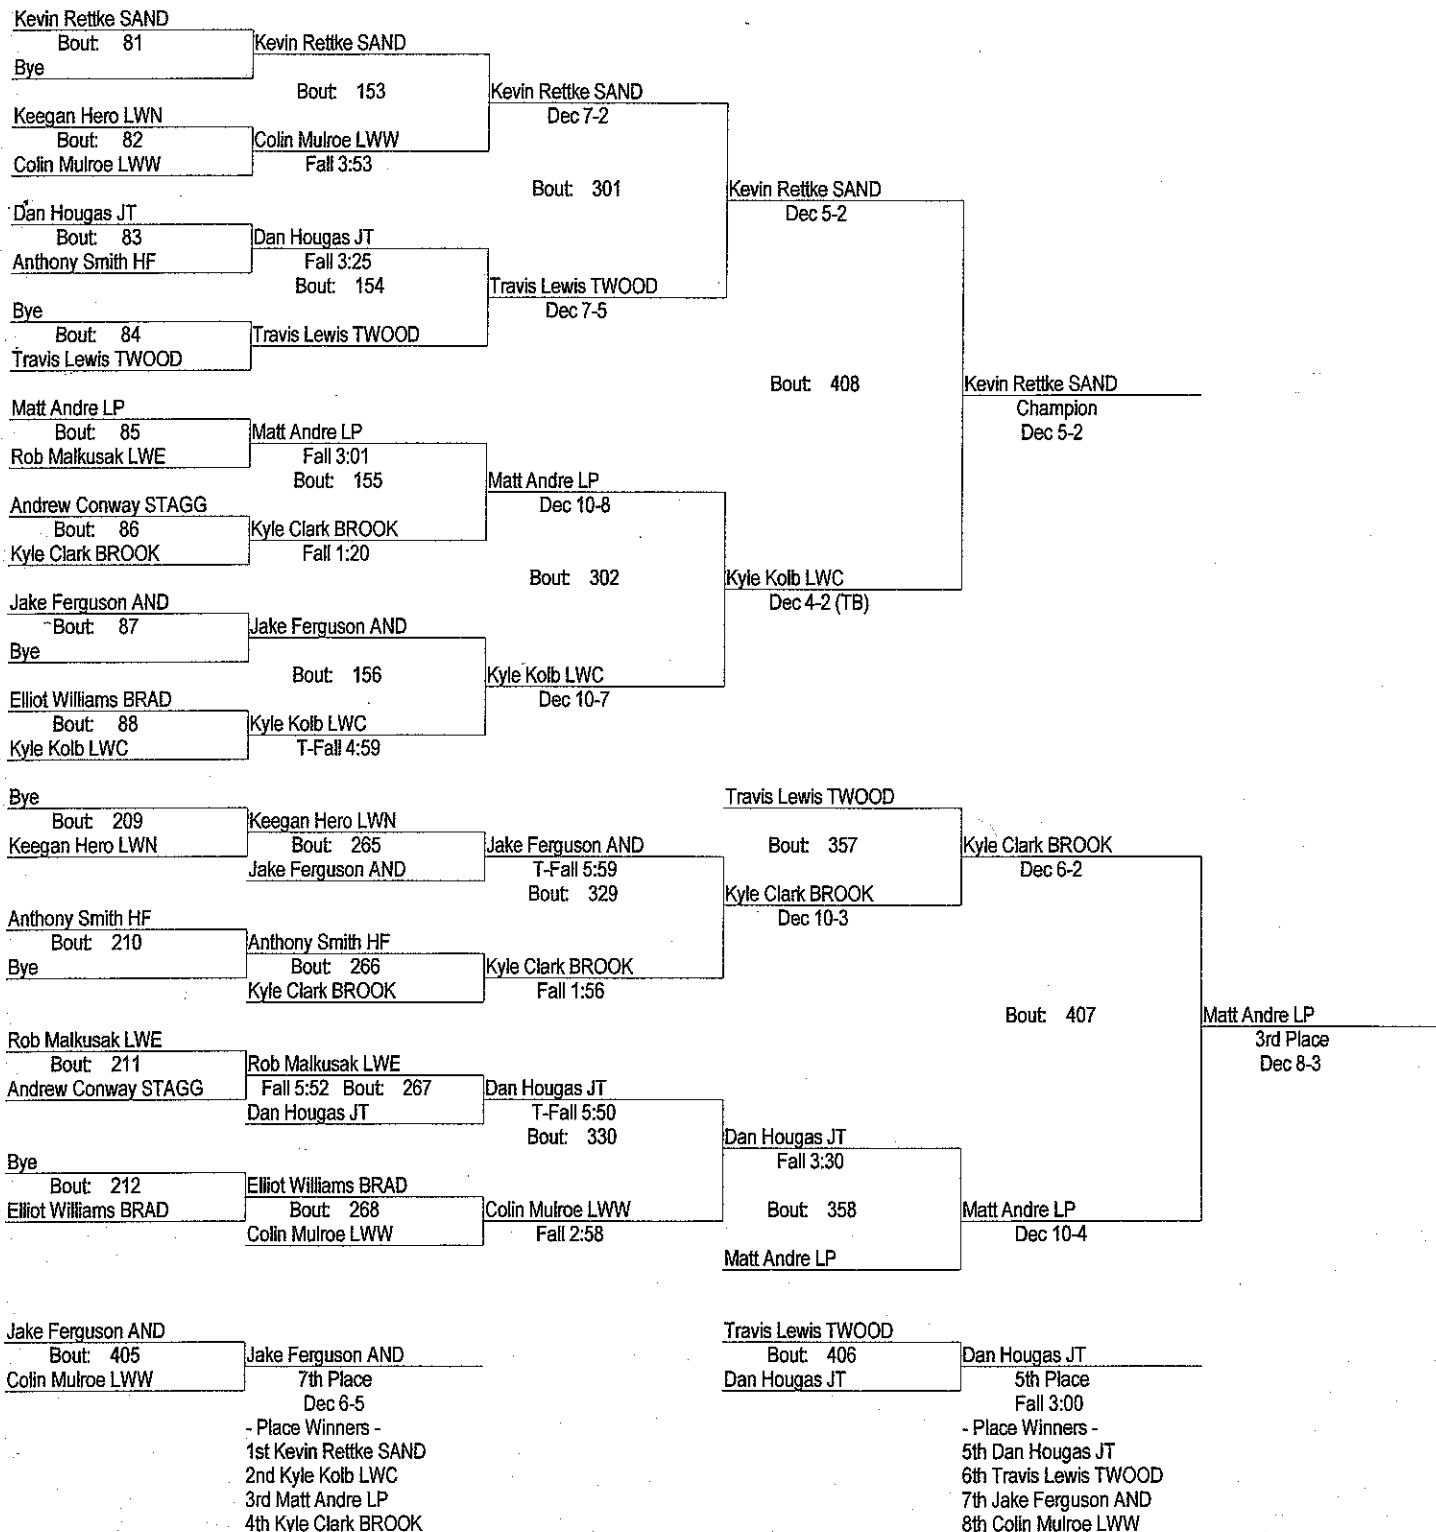 Kevin Rettke SAND
Bout: 81
Bye
Kevin Rettke SAND
Bout: 153
Keegan Hero LWN
Bout: 82
Colin Mulroe LWW
Colin Mulroe LWW
Fall 3:53
Kevin Rettke SAND
Dec 7-2
Bout: 301
Dan Hougas JT
Bout: 83
Anthony Smith HF
Dan Hougas JT
Fall 3:25
Bout: 154
Bye
Bout: 84
Travis Lewis TWOOD
Travis Lewis TWOOD
Travis Lewis TWOOD
Dec 7-5
Kevin Rettke SAND
Dec 5-2
Bout: 408
Kevin Rettke SAND
Champion
Dec 5-2
Matt Andre LP
Bout: 85
Rob Malkusak LWE
Matt Andre LP
Fall 3:01
Bout: 155
Andrew Conway STAGG
Bout: 86
Kyle Clark BROOK
Kyle Clark BROOK
Fall 1:20
Matt Andre LP
Dec 10-8
Bout: 302
Jake Ferguson AND
Bout: 87
Bye
Jake Ferguson AND
Bout: 156
Elliot Williams BRAD
Bout: 88
Kyle Kolb LWC
Kyle Kolb LWC
T-Fall 4:59
Kyle Kolb LWC
Dec 10-7
Kyle Kolb LWC
Dec 4-2 (TB)
Bye
Bout: 209
Keegan Hero LWN
Keegan Hero LWN
Bout: 265
Jake Ferguson AND
Jake Ferguson AND
T-Fall 5:59
Bout: 329
Anthony Smith HF
Bout: 210
Bye
Anthony Smith HF
Bout: 266
Kyle Clark BROOK
Kyle Clark BROOK
Fall 1:56
Travis Lewis TWOOD
Bout: 357
Kyle Clark BROOK
Dec 10-3
Kyle Clark BROOK
Dec 6-2
Bout: 407
Matt Andre LP
3rd Place
Dec 8-3
Rob Malkusak LWE
Bout: 211
Andrew Conway STAGG
Rob Malkusak LWE
Fall 5:52 Bout: 267
Dan Hougas JT
Dan Hougas JT
T-Fall 5:50
Bout: 330
Bye
Bout: 212
Elliot Williams BRAD
Elliot Williams BRAD
Bout: 268
Colin Mulroe LWW
Colin Mulroe LWW
Fall 2:58
Dan Hougas JT
Fall 3:30
Bout: 358
Matt Andre LP
Matt Andre LP
Dec 10-4
Jake Ferguson AND
Bout: 405
Colin Mulroe LWW
Jake Ferguson AND
7th Place
Dec 6-5
- Place Winners -
1st Kevin Rettke SAND
2nd Kyle Kolb LWC
3rd Matt Andre LP
4th Kyle Clark BROOK
Travis Lewis TWOOD
Bout: 406
Dan Hougas JT
Dan Hougas JT
5th Place
Fall 3:00
- Place Winners -
5th Dan Hougas JT
6th Travis Lewis TWOOD
7th Jake Ferguson AND
8th Colin Mulroe LWW